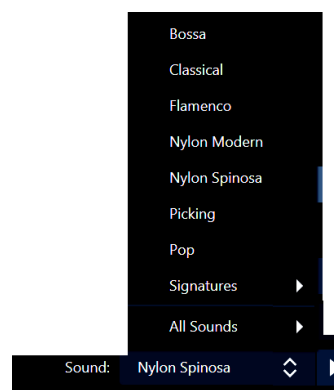 Bossa
Classical
Flamenco
Nylon Modern
Nylon Spinosa
Picking
Pop
Signatures
All Sounds
Sound: Nylon Spinosa